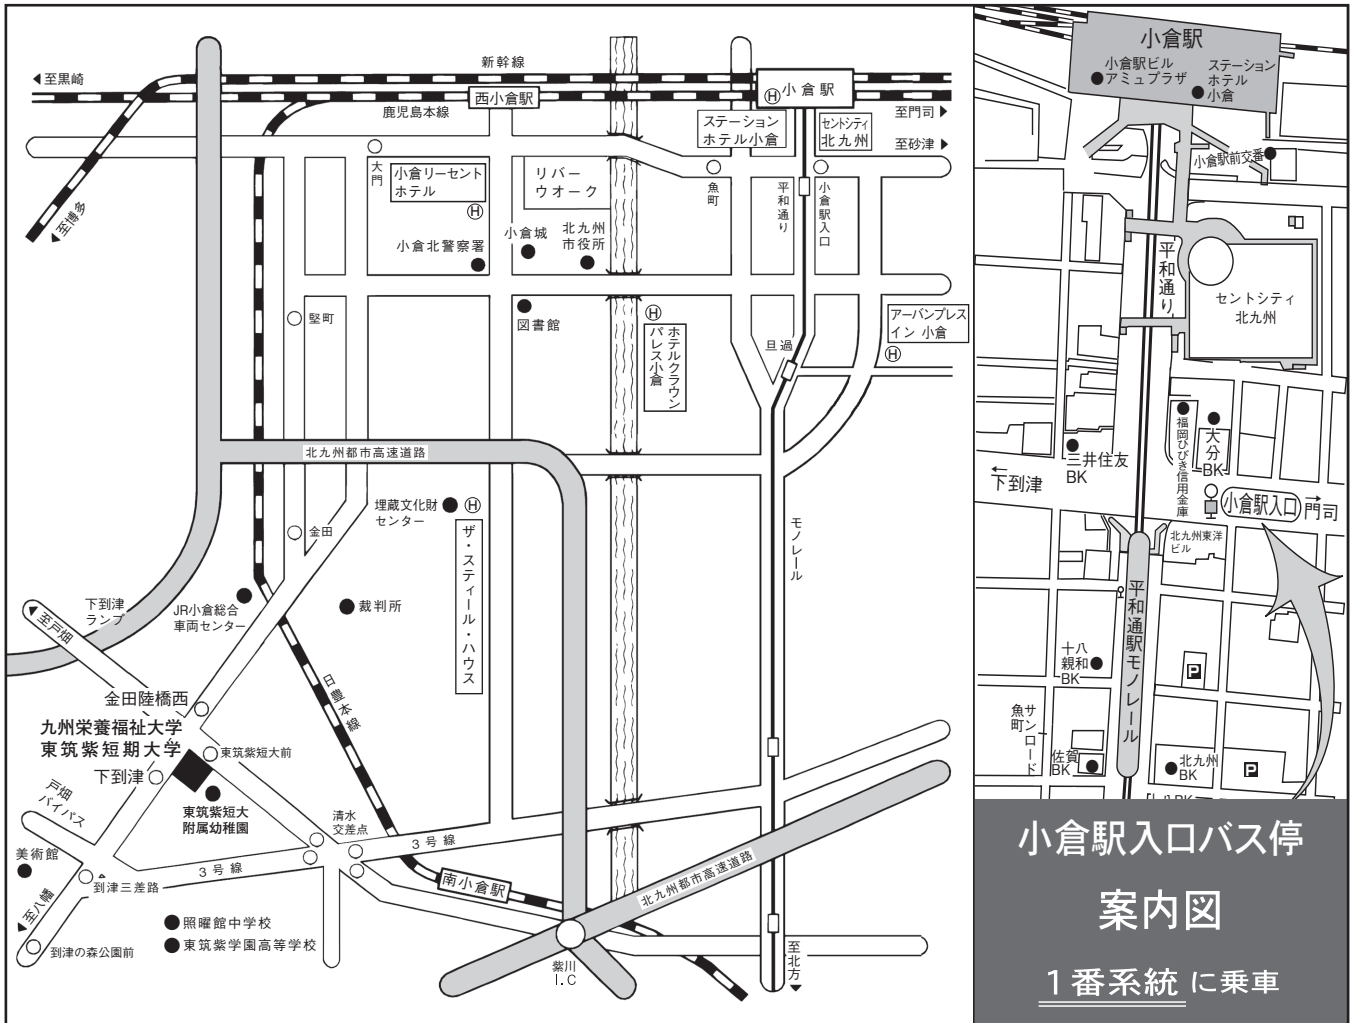 新幹線
至黒崎
西小倉駅
小倉駅
鹿児島本線
至門司
至砂津
ステーション
ホテル小倉
セントシティ
北九州
至博多
大門
小倉リーセント
ホテル
リバー
ウオーク
魚町
平和通り
小倉駅入口
小倉城
北九州
市役所
小倉北警察署
図書館
堅町
ホテルクラウン
パレス小倉
旦過
アーバンプレス
イン 小倉
北九州都市高速道路
埋蔵文化財
センター
金田
ザ・スティール・ハウス
モノレール
下到津
ランプ
JR小倉総合
車両センター
裁判所
至戸畑
日豊本線
金田陸橋西
九州栄養福祉大学
東筑紫短期大学
東筑紫短大前
下到津
東筑紫短大
附属幼稚園
戸畑
バイパス
清水
交差点
3号線
美術館
3号線
到津三差路
南小倉駅
北九州都市高速道路
至八幡
照曜館中学校
東筑紫学園高等学校
到津の森公園前
紫川
I.C
至北方
小倉駅
小倉駅ビル
アミュプラザ
ステーション
ホテル
小倉
小倉駅前交番
平和通り
セントシティ
北九州
福岡ひびき信用金庫
大分
BK
三井住友
BK
下到津
小倉駅入口
門司
北九州東洋
ビル
平和通駅モノレール
十八
親和
BK
P
サンロード
魚町
佐賀
BK
北九州
BK
P
小倉駅入口バス停
案内図
1番系統 に乗車